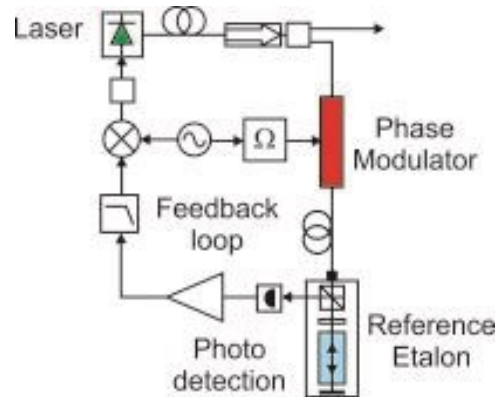 Laser
Ω
Phase
Modulator
Feedback
loop
Reference
Etalon
Photo
detection